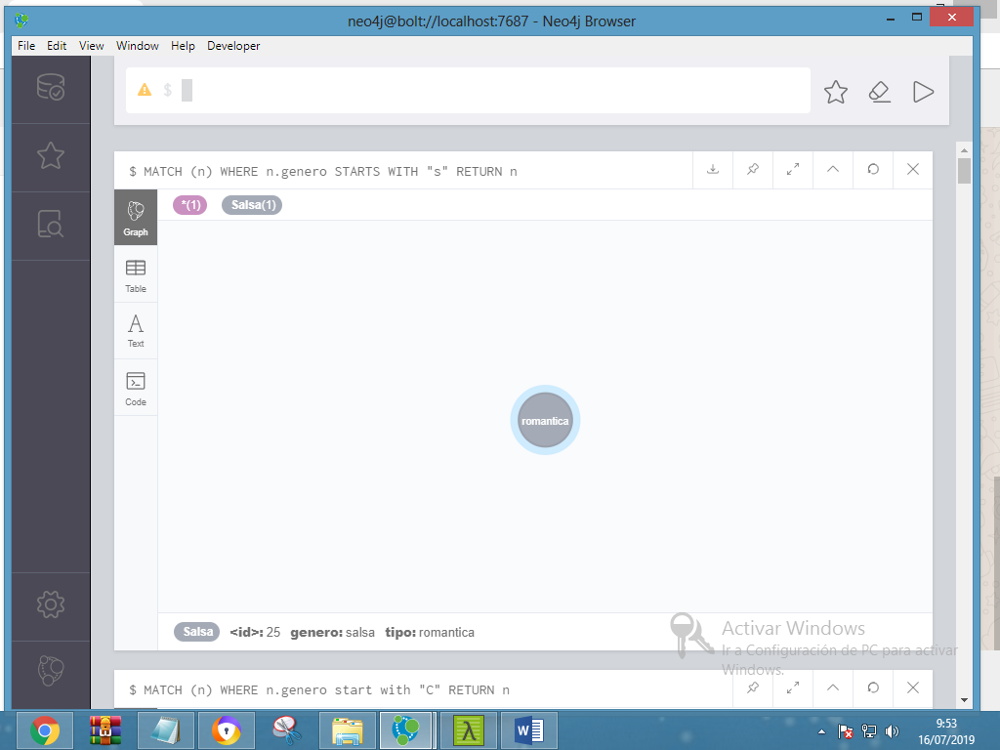 neo4j@bolt://localhost:7687 - Neo4j Browser
File Edit View Window Help Developer
$
$ MATCH (n) WHERE n.genero STARTS WITH "s" RETURN n
*(1) Salsa(1)
Graph
Table
A
Text
Code
romantica
Salsa <id>: 25 genero: salsa tipo: romantica
Activar Windows
Ir a Configuración de PC para activar
Windows.
$ MATCH (n) WHERE n.genero start with "C" RETURN n
9:53
16/07/2019